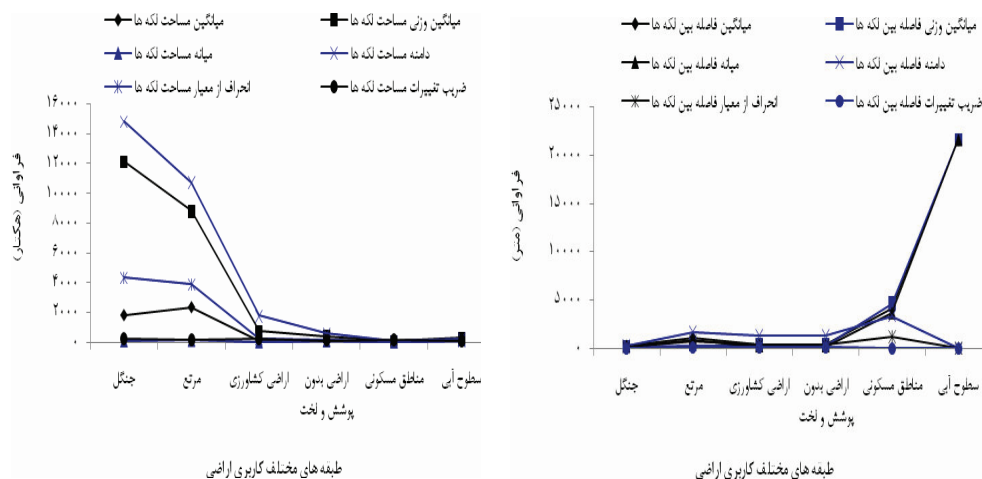 میانگین مساحت لکه ها
میانگین وزنی مساحت لکه ها
میانه مساحت لکه ها
دامنه مساحت لکه ها
انحراف از معیار مساحت لکه ها
ضریب تغییرات مساحت لکه ها
فراوانی (هکتار)
۱۶۰۰۰
۱۴۰۰۰
۱۲۰۰۰
۱۰۰۰۰
۸۰۰۰
۶۰۰۰
۴۰۰۰
۲۰۰۰
۰
جنگل
مرتع
اراضی کشاورزی
اراضی بدون
پوشش و لخت
مناطق مسکونی
سطوح آبی
طبقه های مختلف کاربری اراضی
میانگین فاصله بین لکه ها
میانگین وزنی فاصله بین لکه ها
میانه فاصله بین لکه ها
دامنه فاصله بین لکه ها
انحراف از معیار فاصله بین لکه ها
ضریب تغییرات فاصله بین لکه ها
فراوانی (متر)
۲۵۰۰۰
۲۰۰۰۰
۱۵۰۰۰
۱۰۰۰۰
۵۰۰۰
۰
جنگل
مرتع
اراضی کشاورزی
اراضی بدون
پوشش و لخت
مناطق مسکونی
سطوح آبی
طبقه های مختلف کاربری اراضی